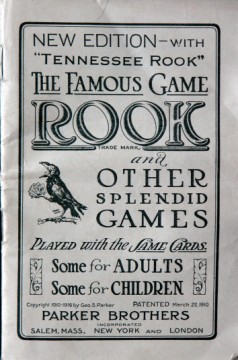 NEW EDITION—WITH
"TENNESSEE ROOK"
THE FAMOUS GAME
ROOK
TRADE MARK
and
OTHER
SPLENDID
GAMES
PLAYED with the SAME CARDS.
Some for ADULTS
Some for CHILDREN.
Copyright 1910-1919 by Geo. S. Parker PATENTED March 22, 1910
PARKER BROTHERS
INCORPORATED
SALEM, MASS., NEW YORK and LONDON